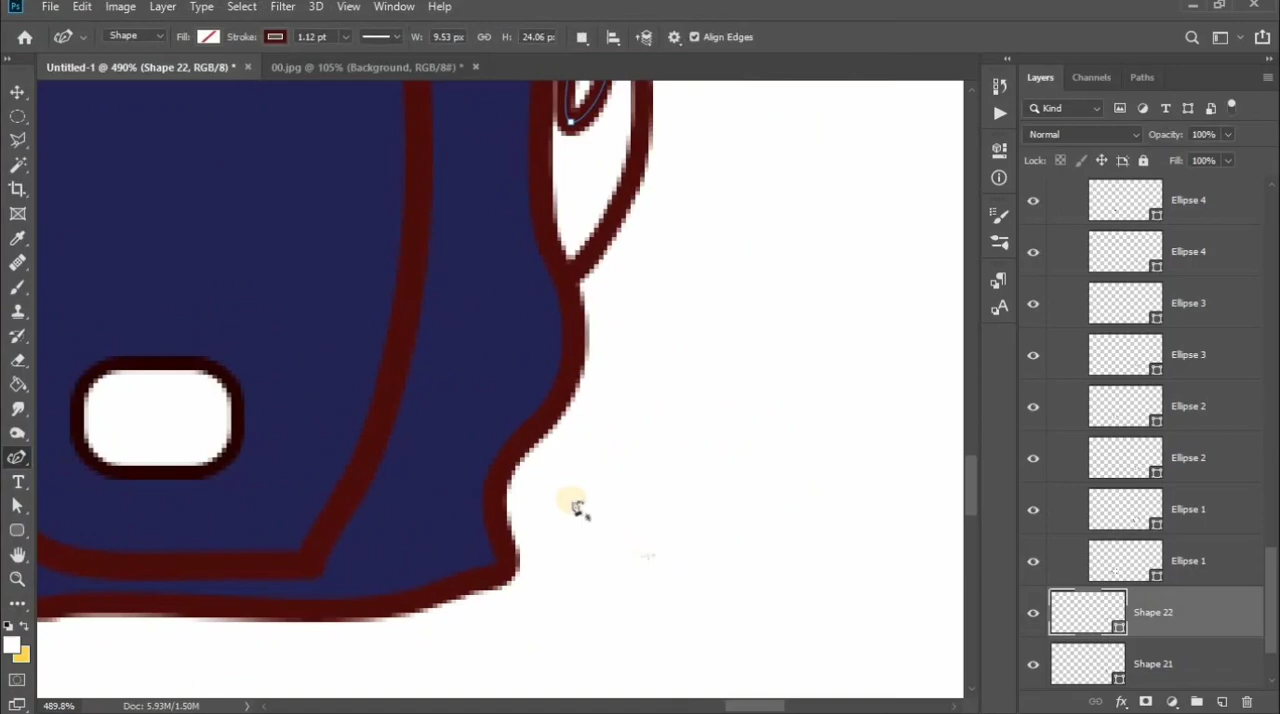 Ps File Edit Image Layer Type Select Filter 3D View Window Help
Shape Fill: Stroke: 1.12 pt W: 9.53 px H: 24.06 px Align Edges
Untitled-1 @ 490% (Shape 22, RGB/8) * × 00.jpg @ 105% (Background, RGB/8#) * ×
Layers Channels Paths
Kind
Normal Opacity: 100%
Lock: Fill: 100%
Ellipse 4
Ellipse 4
Ellipse 3
Ellipse 3
Ellipse 2
Ellipse 2
Ellipse 1
Ellipse 1
Shape 22
Shape 21
489.8% Doc: 5.93M/1.50M